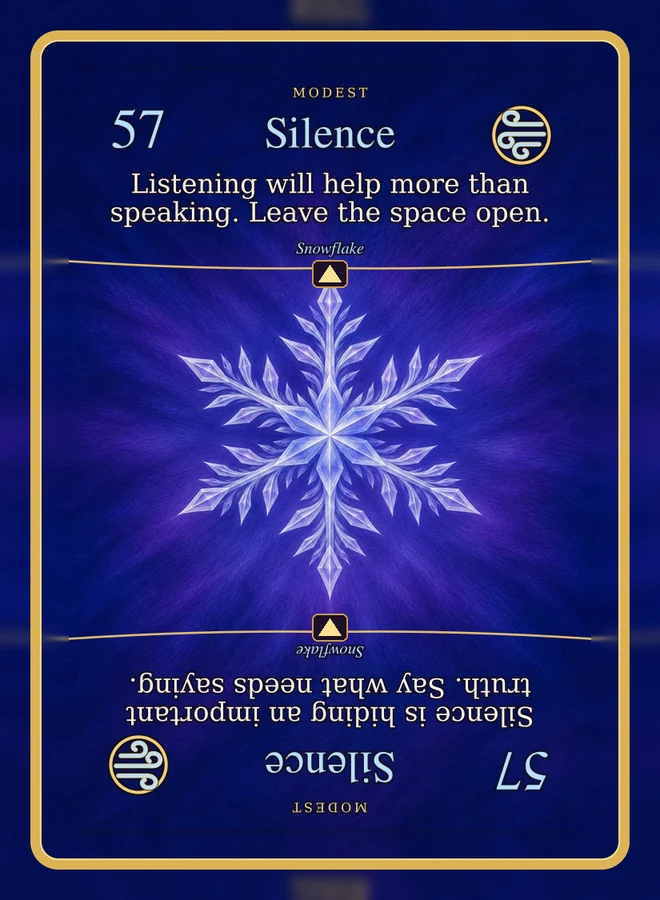 MODEST
57
Silence
Listening will help more than
speaking. Leave the space open.
Snowflake
Snowflake
Silence is hiding an important
truth. Say what needs saying.
57
Silence
MODEST